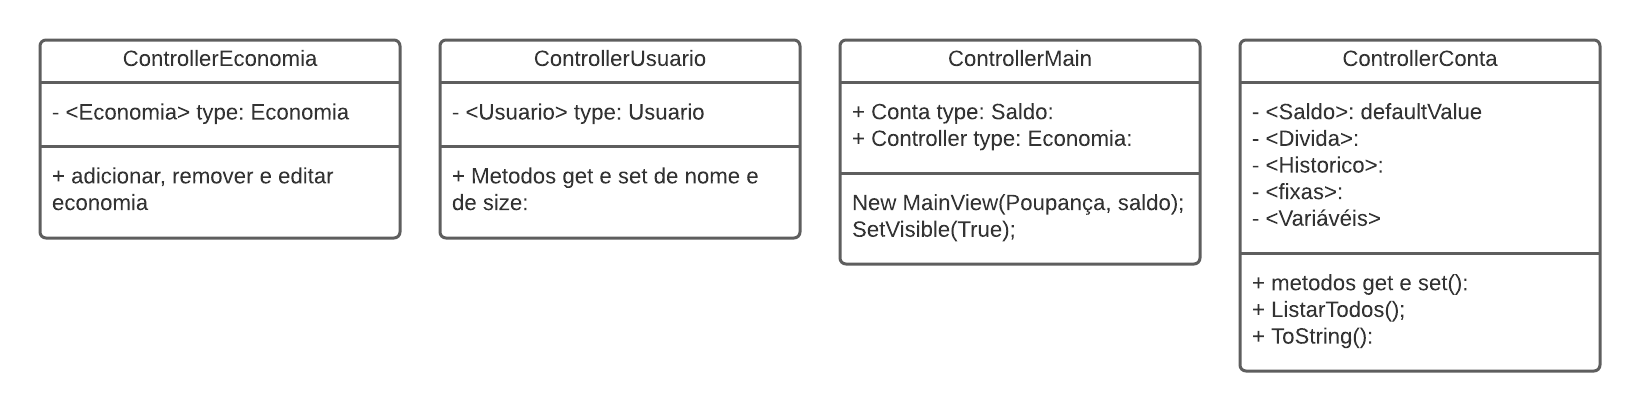 ControllerEconomia
- <Economia> type: Economia
+ adicionar, remover e editar
economia
ControllerUsuario
- <Usuario> type: Usuario
+ Metodos get e set de nome e
de size:
ControllerMain
+ Conta type: Saldo:
+ Controller type: Economia:
New MainView(Poupança, saldo);
SetVisible(True);
ControllerConta
- <Saldo>: defaultValue
- <Divida>:
- <Historico>:
- <fixas>:
- <Variávéis>
+ metodos get e set():
+ ListarTodos();
+ ToString():